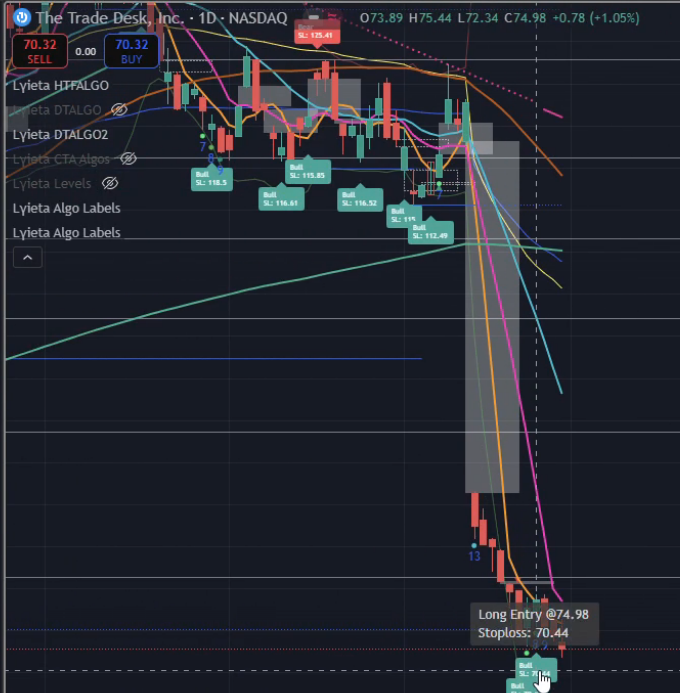 The Trade Desk, Inc. · 1D · NASDAQ O73.89 H75.44 L72.34 C74.98 +0.78 (+1.05%)
SL: 125.41
70.32
SELL
0.00
70.32
BUY
Lyieta HTFALGO
Lyieta DTALGO
Lyieta DTALGO2
Lyieta CTA Algos
Lyieta Levels
Lyieta Algo Labels
Lyieta Algo Labels
7
8
9
Bull
SL: 118.5
Bull
SL: 116.61
Bull
SL: 115.85
Bull
SL: 116.52
7
Bull
SL: 115
Bull
SL: 112.49
13
Long Entry @74.98
Stoploss: 70.44
9
Bull
SL:
Bull